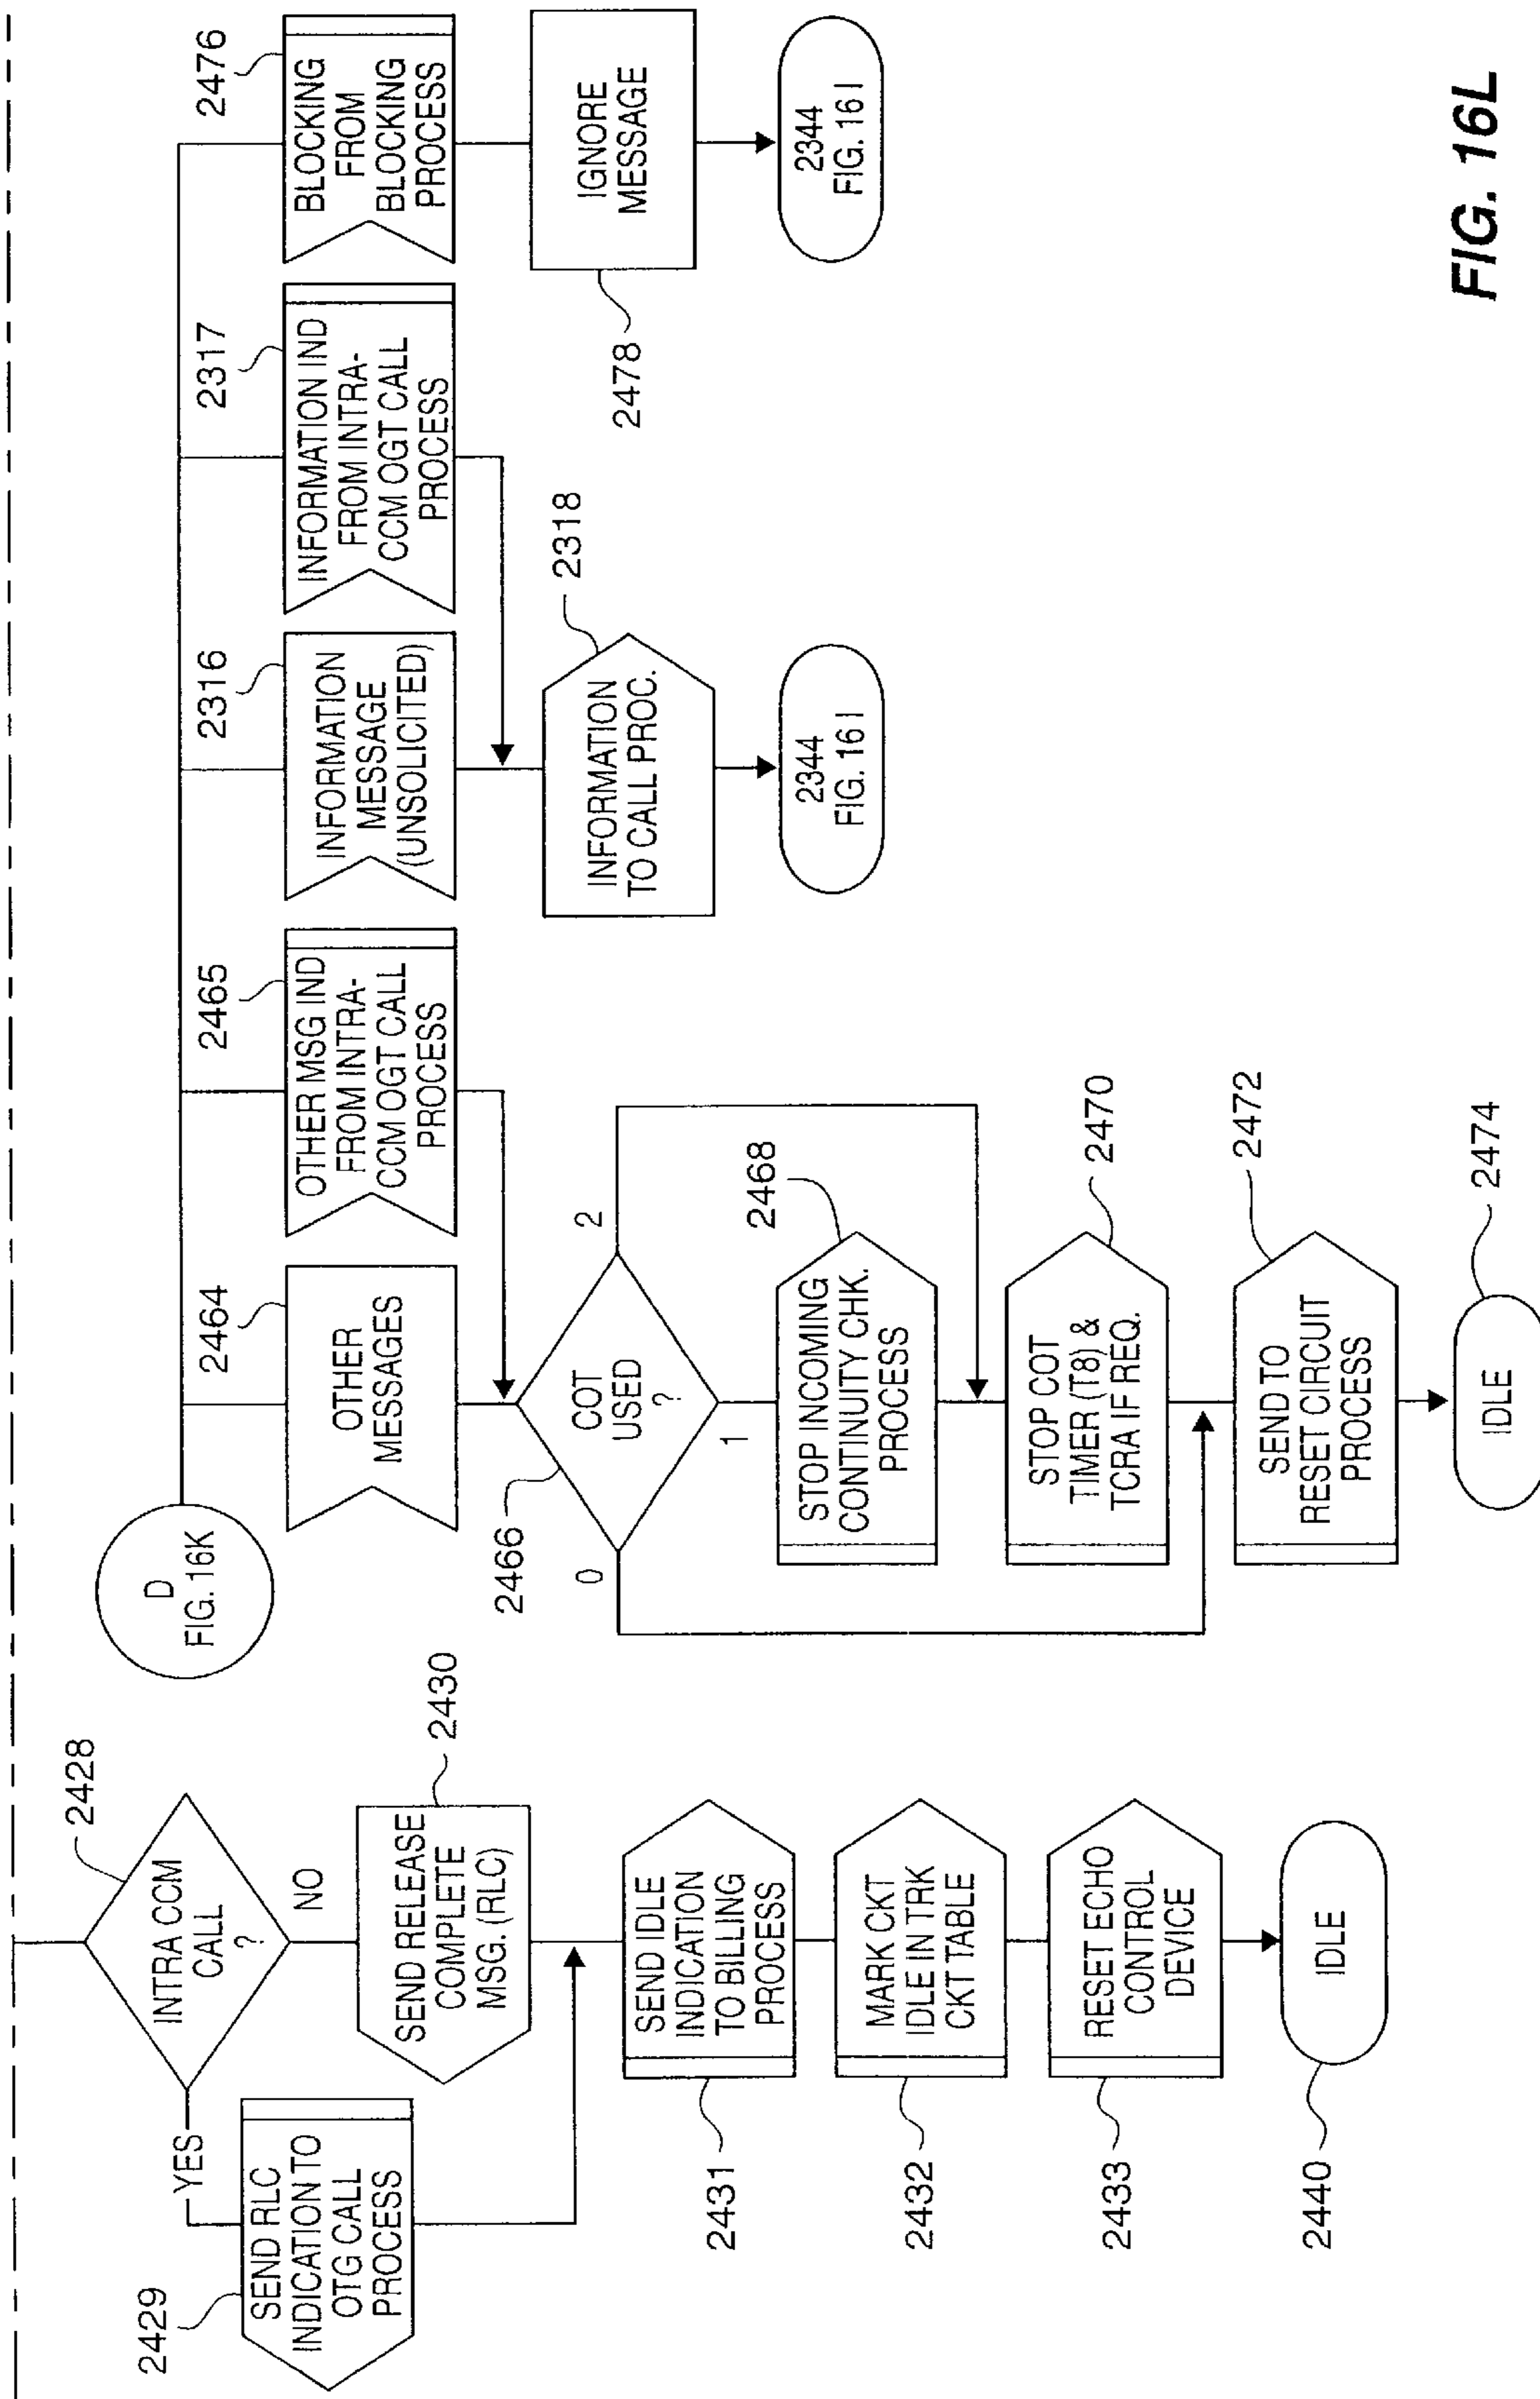 2428
INTRA CCM
CALL
?
YES
NO
2429
SEND RLC
INDICATION TO
OTG CALL
PROCESS
2430
SEND RELEASE
COMPLETE
MSG. (RLC)
2431
SEND IDLE
INDICATION
TO BILLING
PROCESS
2432
MARK CKT
IDLE IN TRK
CKT TABLE
2433
RESET ECHO
CONTROL
DEVICE
2440
IDLE
D
FIG. 16K
2464
OTHER
MESSAGES
2465
OTHER MSG IND
FROM INTRA-
CCM OGT CALL
PROCESS
2466
COT
USED
?
0
1
2
2468
STOP INCOMING
CONTINUITY CHK.
PROCESS
2470
STOP COT
TIMER (T8) &
TCRA IF REQ.
2472
SEND TO
RESET CIRCUIT
PROCESS
2474
IDLE
2316
INFORMATION
MESSAGE
(UNSOLICITED)
2317
INFORMATION IND
FROM INTRA-
CCM OGT CALL
PROCESS
2318
INFORMATION
TO CALL PROC.
2344
FIG. 16I
2476
BLOCKING
FROM
BLOCKING
PROCESS
2478
IGNORE
MESSAGE
2344
FIG. 16I
FIG. 16L